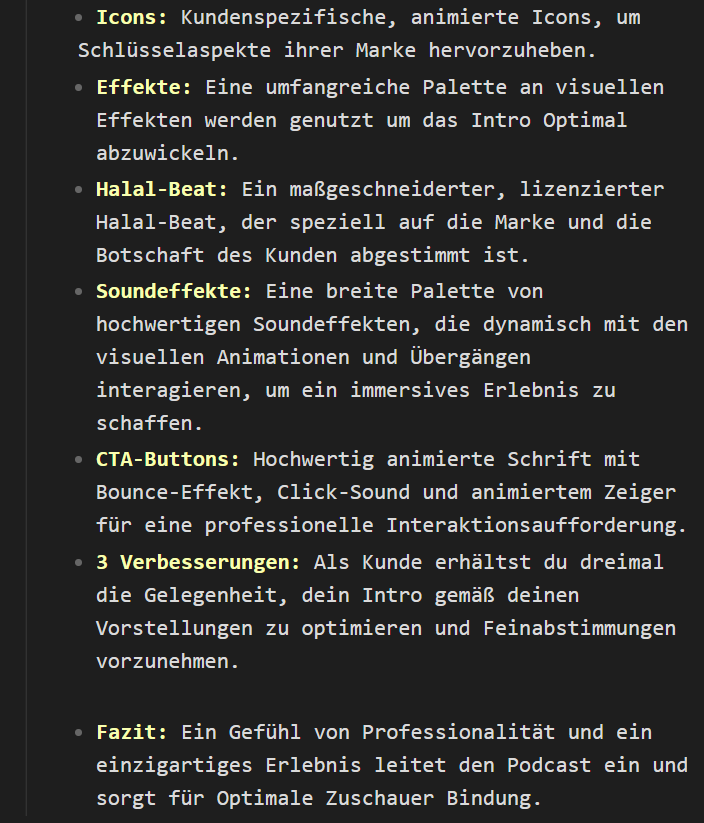 Icons: Kundenspezifische, animierte Icons, um
Schlüsselaspekte ihrer Marke hervorzuheben.
Effekte: Eine umfangreiche Palette an visuellen
Effekten werden genutzt um das Intro Optimal
abzuwickeln.
Halal-Beat: Ein maßgeschneiderter, lizenzierter
Halal-Beat, der speziell auf die Marke und die
Botschaft des Kunden abgestimmt ist.
Soundeffekte: Eine breite Palette von
hochwertigen Soundeffekten, die dynamisch mit den
visuellen Animationen und Übergängen
interagieren, um ein immersives Erlebnis zu
schaffen.
CTA-Buttons: Hochwertig animierte Schrift mit
Bounce-Effekt, Click-Sound und animiertem Zeiger
für eine professionelle Interaktionsaufforderung.
3 Verbesserungen: Als Kunde erhältst du dreimal
die Gelegenheit, dein Intro gemäß deinen
Vorstellungen zu optimieren und Feinabstimmungen
vorzunehmen.
Fazit: Ein Gefühl von Professionalität und ein
einzigartiges Erlebnis leitet den Podcast ein und
sorgt für Optimale Zuschauer Bindung.